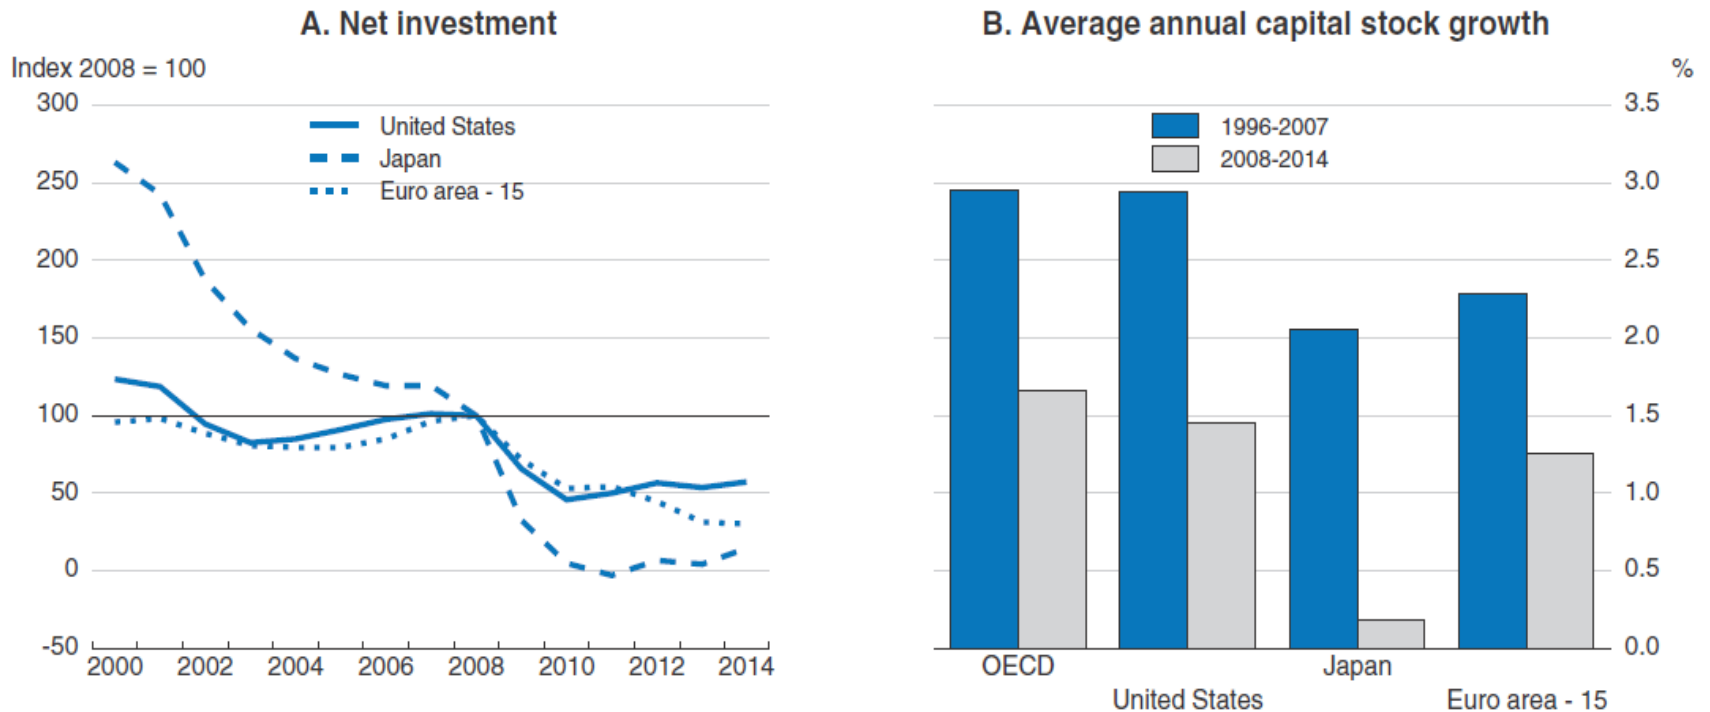 A. Net investment
Index 2008 = 100
300
250
200
150
100
50
0
-50
United States
Japan
Euro area - 15
2000 2002 2004 2006 2008 2010 2012 2014
B. Average annual capital stock growth
%
3.5
3.0
2.5
2.0
1.5
1.0
0.5
0.0
1996-2007
2008-2014
OECD Japan
United States Euro area - 15